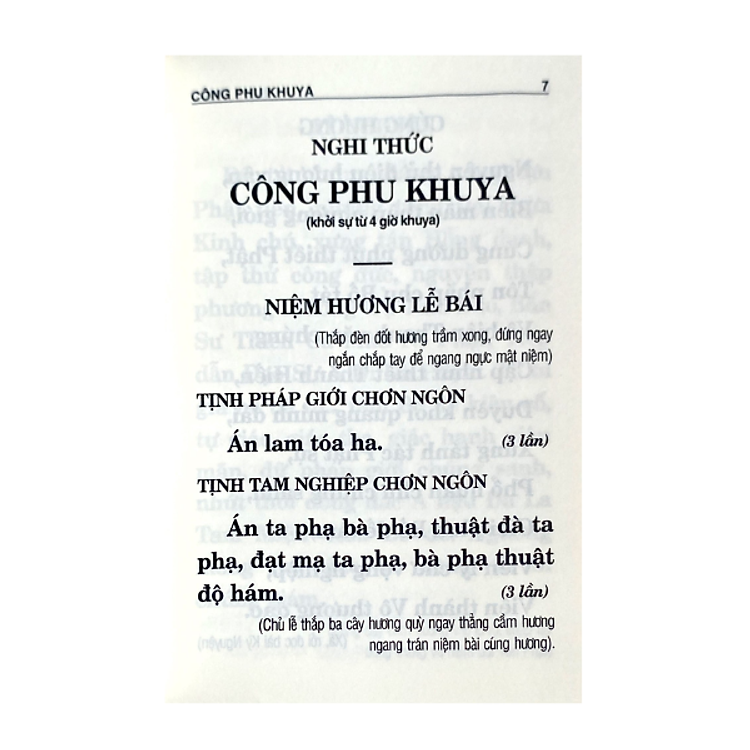 CÔNG PHU KHUYA 7
NGHI THỨC
CÔNG PHU KHUYA
(khởi sự từ 4 giờ khuya)
NIỆM HƯƠNG LỄ BÁI
(Thắp đèn đốt hương trầm xong, đứng ngay
ngắn chắp tay để ngang ngực mật niệm)
TỊNH PHÁP GIỚI CHƠN NGÔN
Án lam tóa ha. (3 lần)
TỊNH TAM NGHIỆP CHƠN NGÔN
Án ta phạ bà phạ, thuật đà ta
phạ, đạt mạ ta phạ, bà phạ thuật
độ hám. (3 lần)
(Chủ lễ thắp ba cây hương quỳ ngay thẳng cầm hương
ngang trán niệm bài cúng hương).